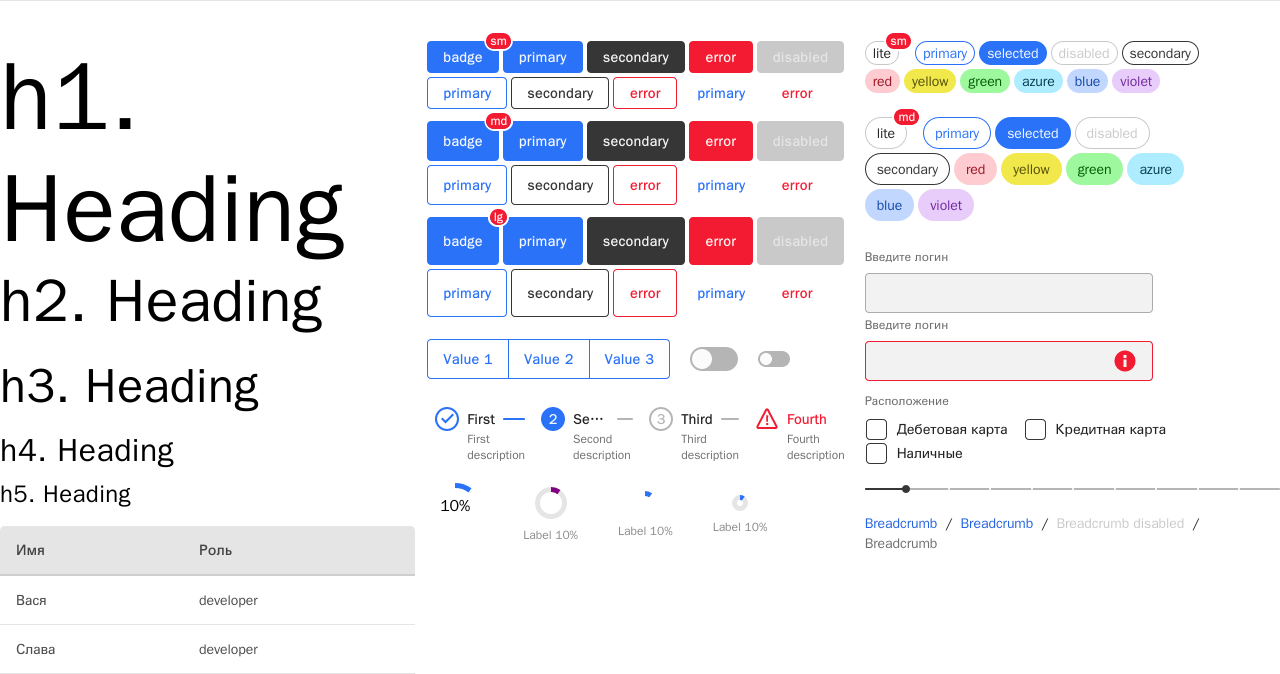 h1.
Heading
h2. Heading
h3. Heading
h4. Heading
h5. Heading
Имя Роль
Вася developer
Слава developer
badge sm primary secondary error disabled
primary secondary error primary error
badge md primary secondary error disabled
primary secondary error primary error
badge lg primary secondary error disabled
primary secondary error primary error
Value 1 Value 2 Value 3
First 2 Se··· 3 Third Fourth
First Second Third Fourth
description description description description
10%
Label 10% Label 10% Label 10%
lite sm primary selected disabled secondary
red yellow green azure blue violet
lite md primary selected disabled
secondary red yellow green azure
blue violet
Введите логин
Введите логин
Расположение
Дебетовая карта Кредитная карта
Наличные
Breadcrumb / Breadcrumb / Breadcrumb disabled /
Breadcrumb